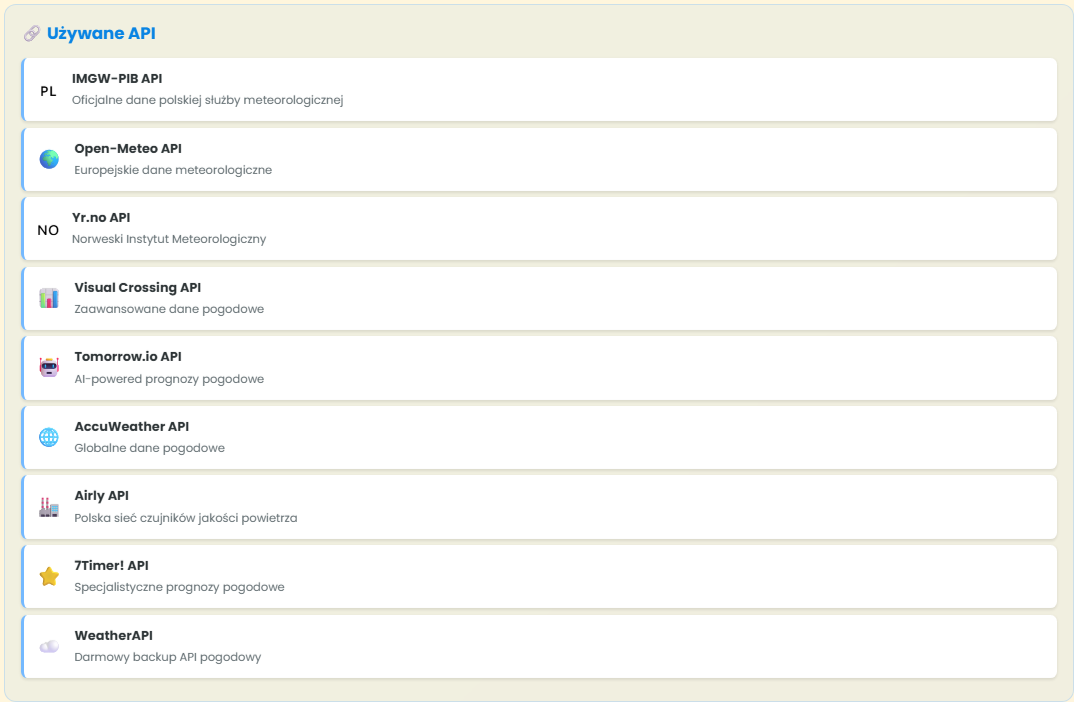 Używane API
PL
IMGW-PIB API
Oficjalne dane polskiej służby meteorologicznej
Open-Meteo API
Europejskie dane meteorologiczne
NO
Yr.no API
Norweski Instytut Meteorologiczny
Visual Crossing API
Zaawansowane dane pogodowe
Tomorrow.io API
AI-powered prognozy pogodowe
AccuWeather API
Globalne dane pogodowe
Airly API
Polska sieć czujników jakości powietrza
7Timer! API
Specjalistyczne prognozy pogodowe
WeatherAPI
Darmowy backup API pogodowy